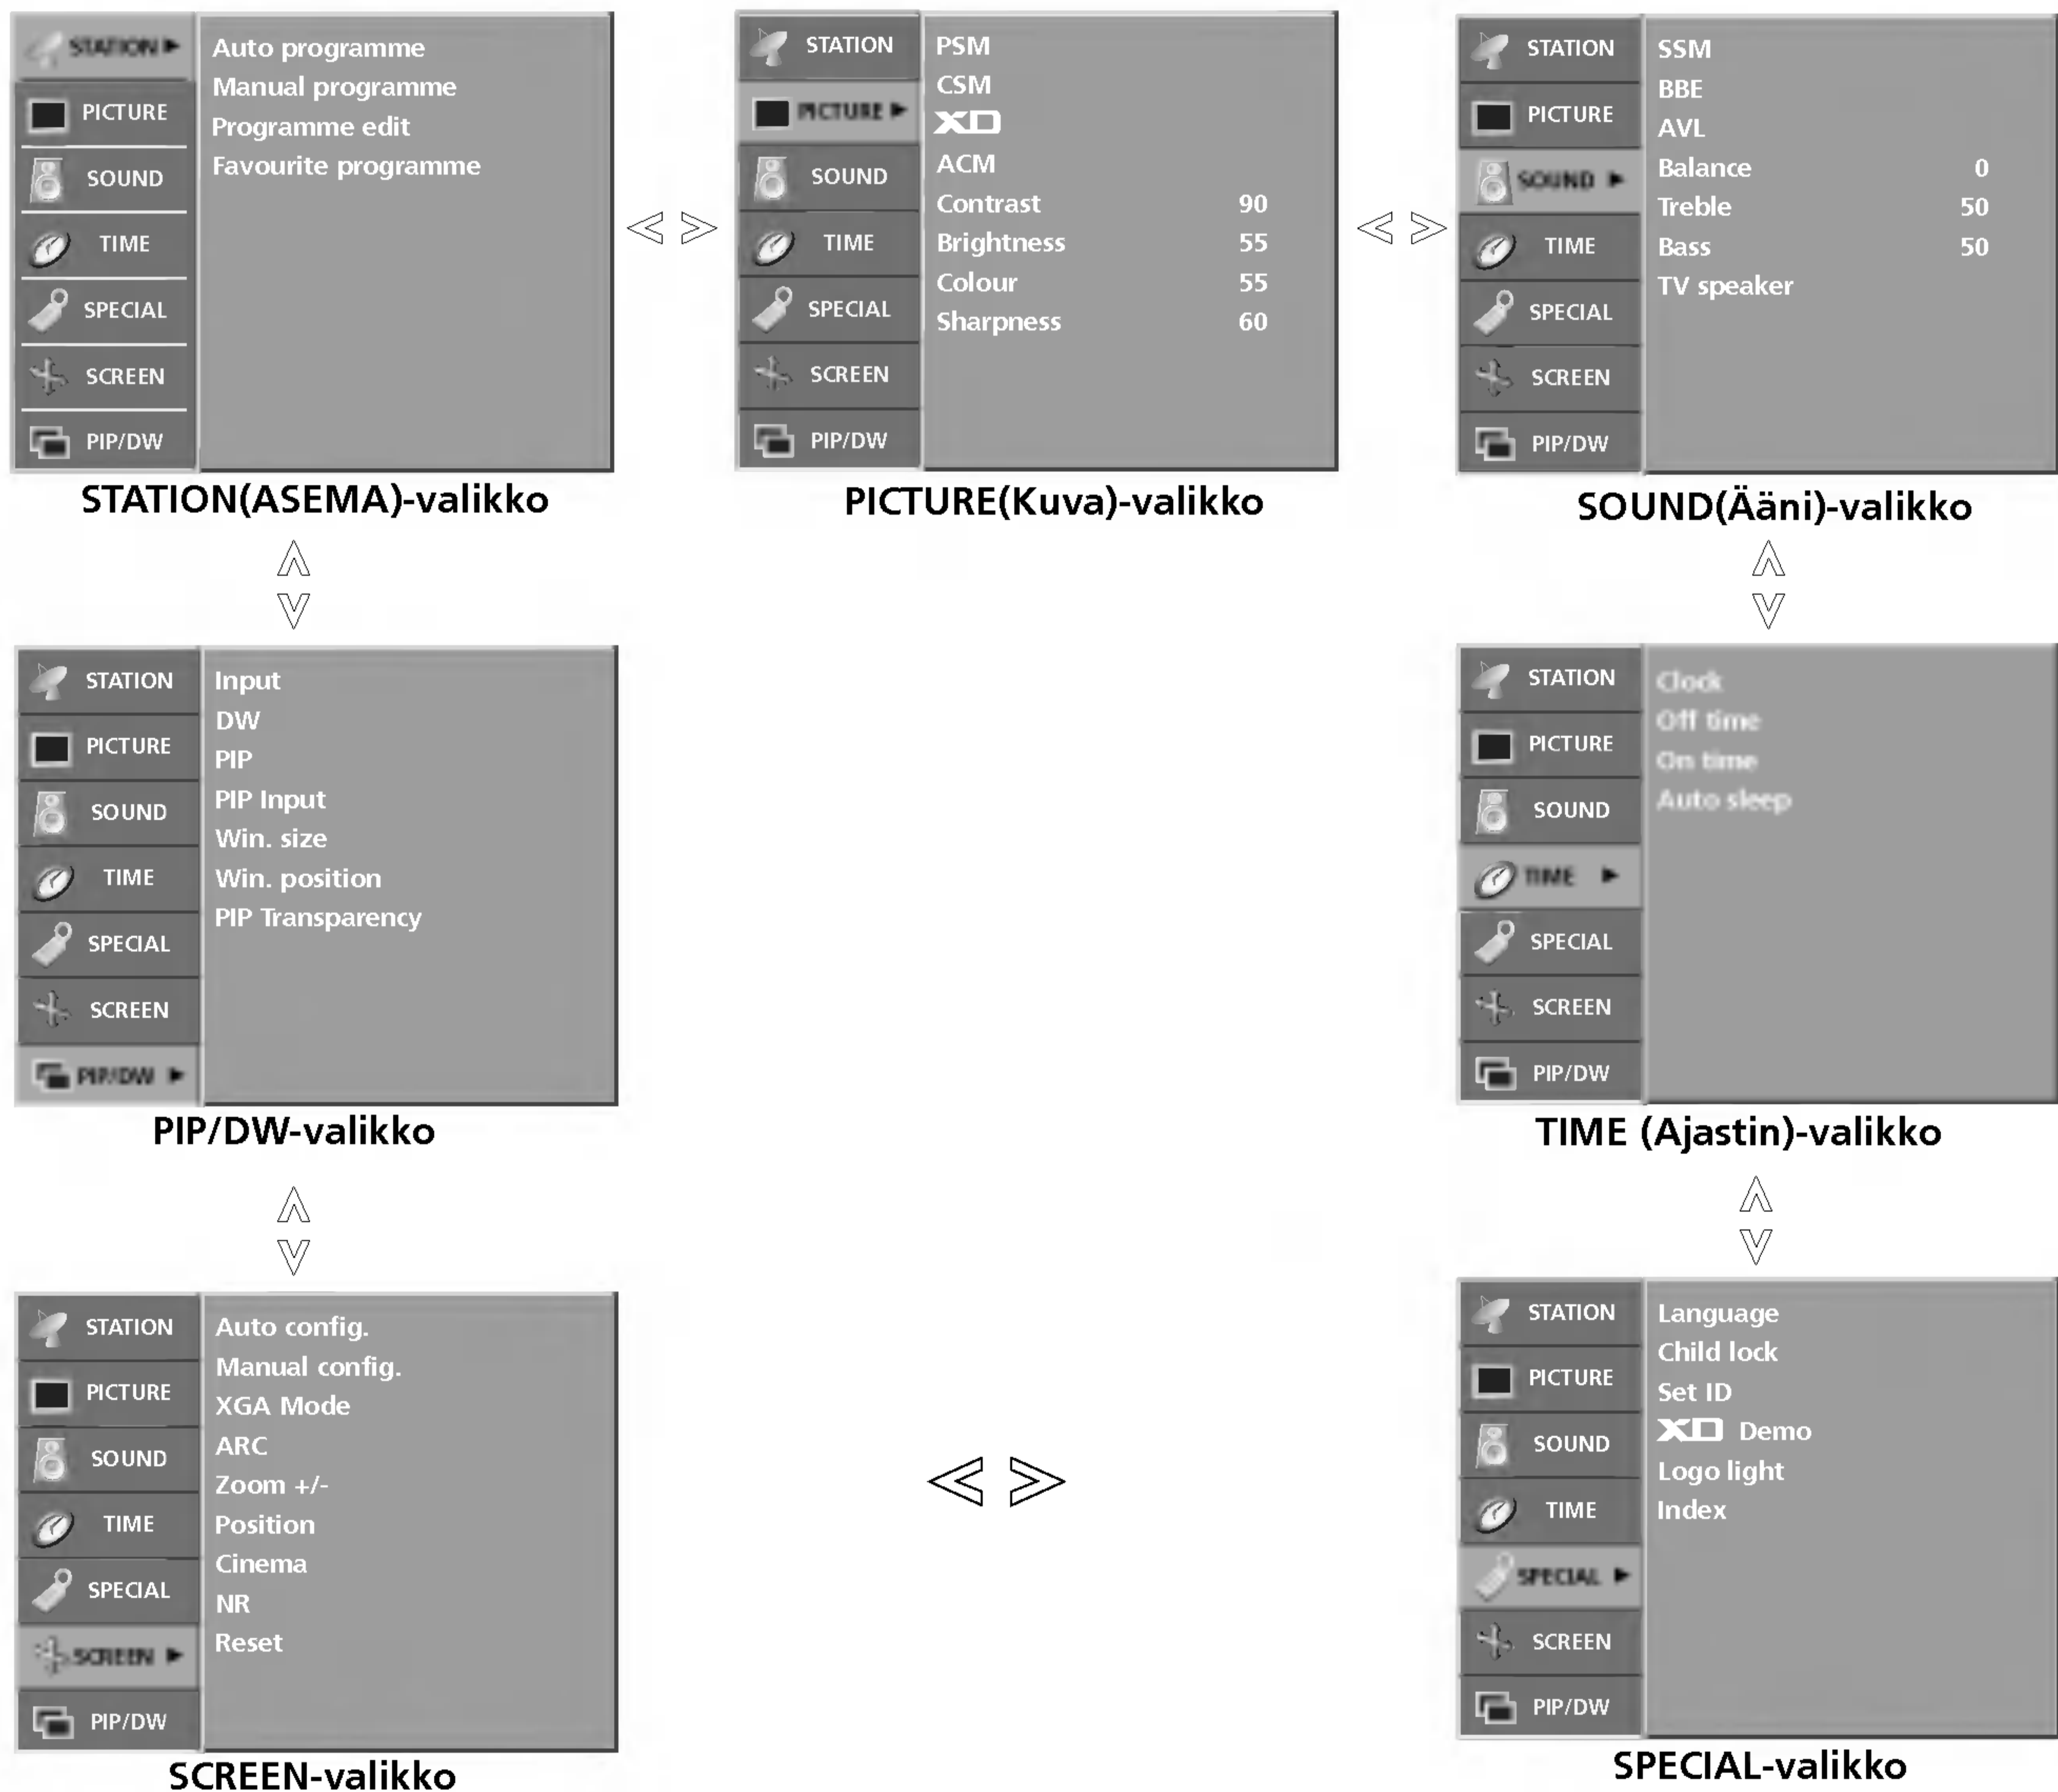 STATION
PICTURE
SOUND
TIME
SPECIAL
SCREEN
PIP/DW
Auto programme
Manual programme
Programme edit
Favourite programme
STATION(ASEMA)-valikko
STATION
PICTURE
SOUND
TIME
SPECIAL
SCREEN
PIP/DW
PSM
CSM
XD
ACM
Contrast 90
Brightness 55
Colour 55
Sharpness 60
PICTURE(Kuva)-valikko
STATION
PICTURE
SOUND
TIME
SPECIAL
SCREEN
PIP/DW
SSM
BBE
AVL
Balance 0
Treble 50
Bass 50
TV speaker
SOUND(Ääni)-valikko
STATION
PICTURE
SOUND
TIME
SPECIAL
SCREEN
PIP/DW
Input
DW
PIP
PIP Input
Win. size
Win. position
PIP Transparency
PIP/DW-valikko
STATION
PICTURE
SOUND
TIME
SPECIAL
SCREEN
PIP/DW
Clock
Off time
On time
Auto sleep
TIME (Ajastin)-valikko
STATION
PICTURE
SOUND
TIME
SPECIAL
SCREEN
PIP/DW
Auto config.
Manual config.
XGA Mode
ARC
Zoom +/-
Position
Cinema
NR
Reset
SCREEN-valikko
STATION
PICTURE
SOUND
TIME
SPECIAL
SCREEN
PIP/DW
Language
Child lock
Set ID
XD Demo
Logo light
Index
SPECIAL-valikko